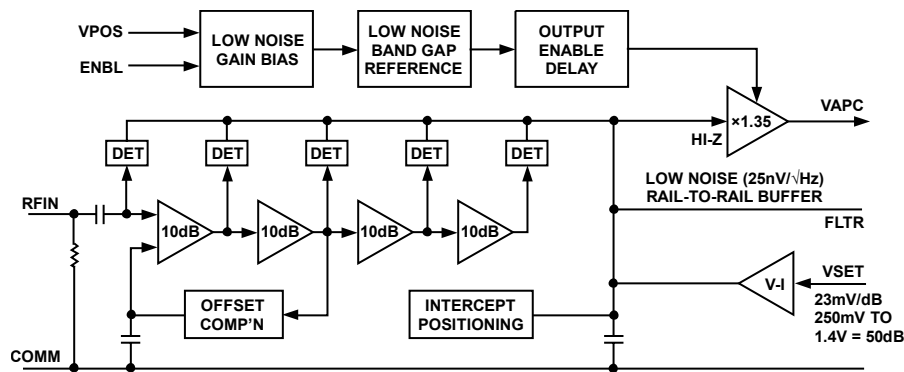 VPOS
ENBL
LOW NOISE
GAIN BIAS
LOW NOISE
BAND GAP
REFERENCE
OUTPUT
ENABLE
DELAY
×1.35
VAPC
HI-Z
DET
DET
DET
DET
DET
LOW NOISE (25nV/√Hz)
RAIL-TO-RAIL BUFFER
FLTR
RFIN
10dB
10dB
10dB
10dB
V-I
VSET
23mV/dB
250mV TO
1.4V = 50dB
OFFSET
COMP'N
INTERCEPT
POSITIONING
COMM